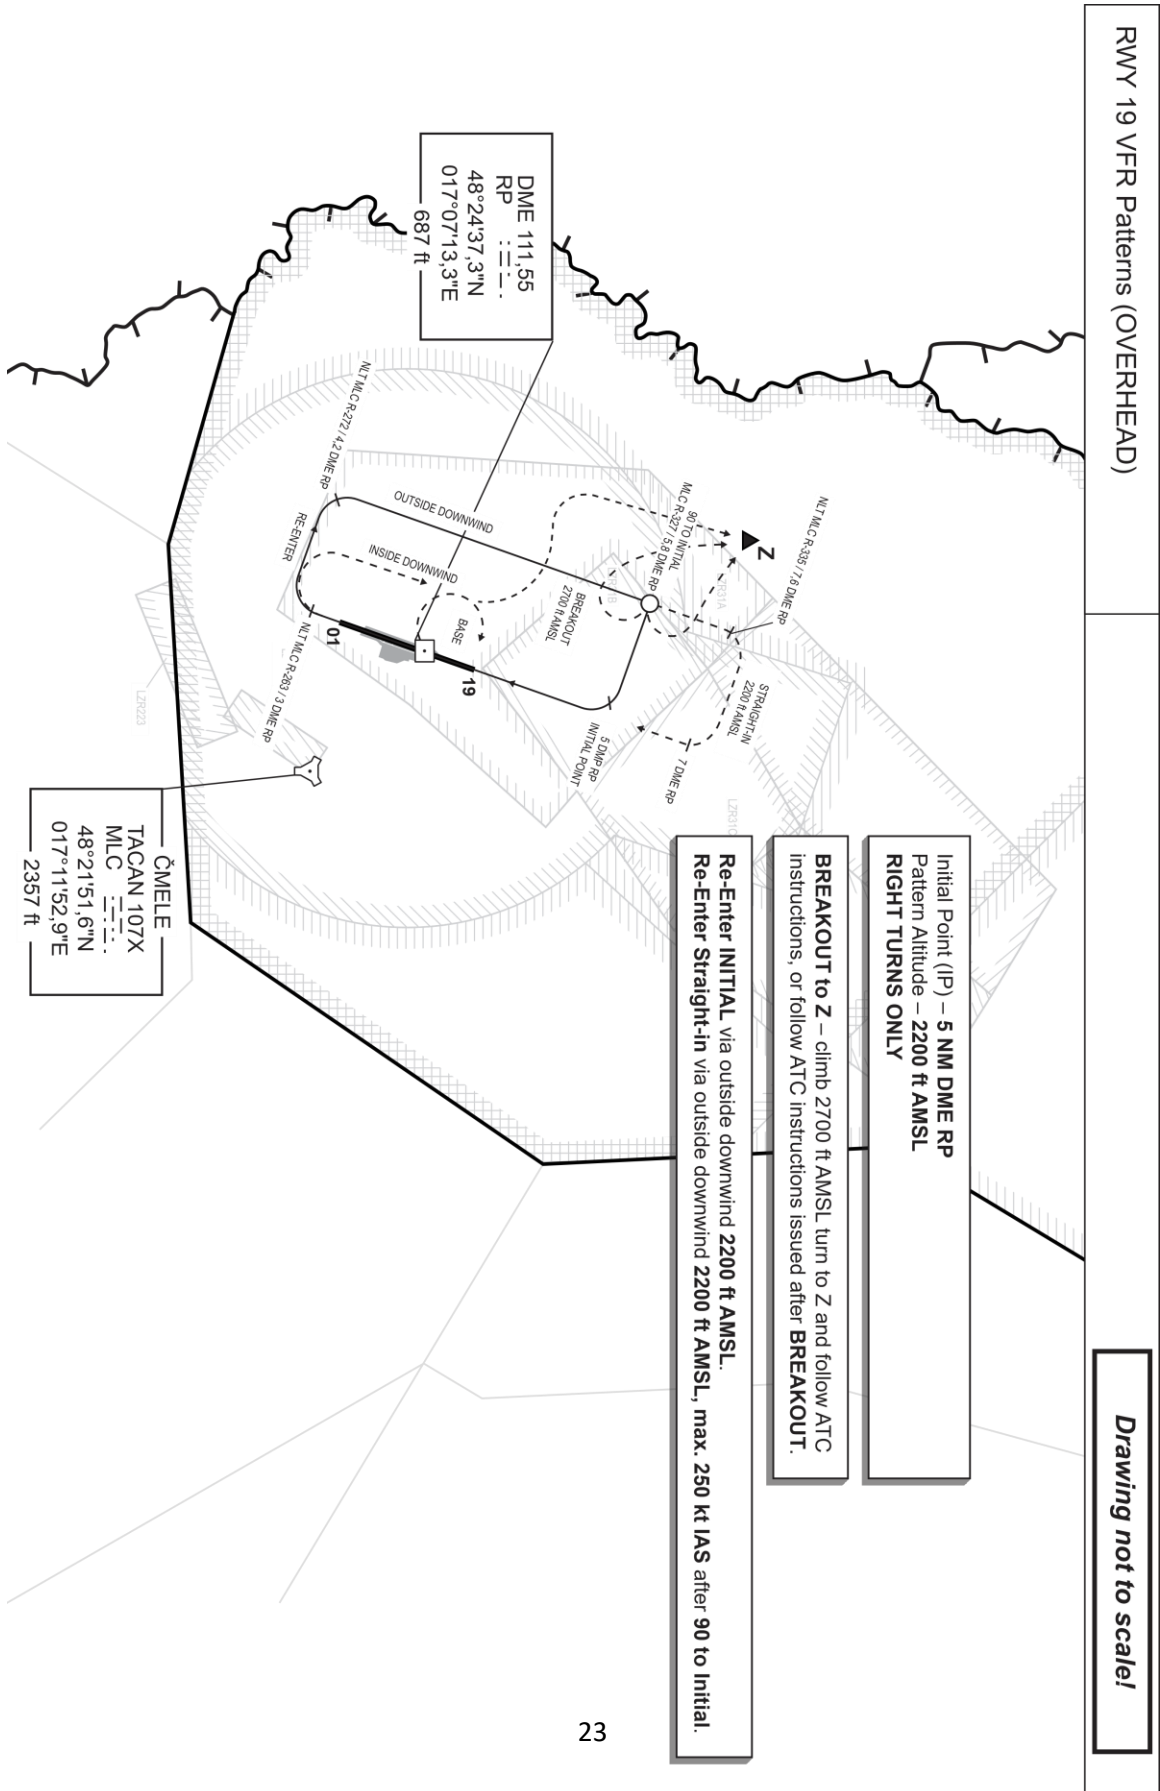 RWY 19 VFR Patterns (OVERHEAD)
Drawing not to scale!
Initial Point (IP) – 5 NM DME RP
Pattern Altitude – 2200 ft AMSL
RIGHT TURNS ONLY
BREAKOUT to Z – climb 2700 ft AMSL turn to Z and follow ATC
instructions, or follow ATC instructions issued after BREAKOUT.
Re-Enter INITIAL via outside downwind 2200 ft AMSL.
Re-Enter Straight-in via outside downwind 2200 ft AMSL, max. 250 kt IAS after 90 to Initial.
DME 111,55
RP
48°24'37,3"N
017°07'13,3"E
687 ft
NLT MLC R-335 / 7,6 DME RP
Z
90 TO INITIAL
MLC R-327 / 5,8 DME RP
LZR31A
LZR31B
STRAIGHT-IN
2200 ft AMSL
7 DME RP
LZR31C
BREAKOUT
2700 ft AMSL
5 DMP RP
INITIAL POINT
OUTSIDE DOWNWIND
INSIDE DOWNWIND
BASE
19
01
NLT MLC R-272 / 4,2 DME RP
RE-ENTER
NLT MLC R-263 / 3 DME RP
LZR223
ČMELE
TACAN 107X
MLC
48°21'51,6"N
017°11'52,9"E
2357 ft
23